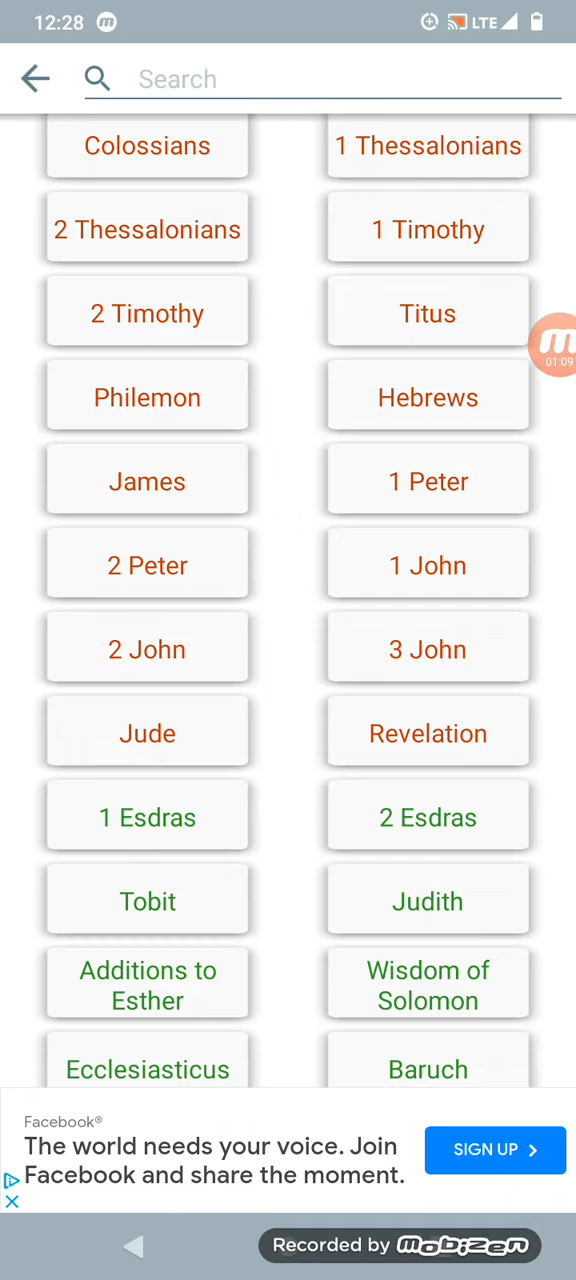 12:28 m LTE
Search
Colossians 1 Thessalonians
2 Thessalonians 1 Timothy
2 Timothy Titus
m
01:09
Philemon Hebrews
James 1 Peter
2 Peter 1 John
2 John 3 John
Jude Revelation
1 Esdras 2 Esdras
Tobit Judith
Additions to
Esther
Wisdom of
Solomon
Ecclesiasticus Baruch
Facebook®
The world needs your voice. Join
Facebook and share the moment.
SIGN UP
Recorded by mobizen